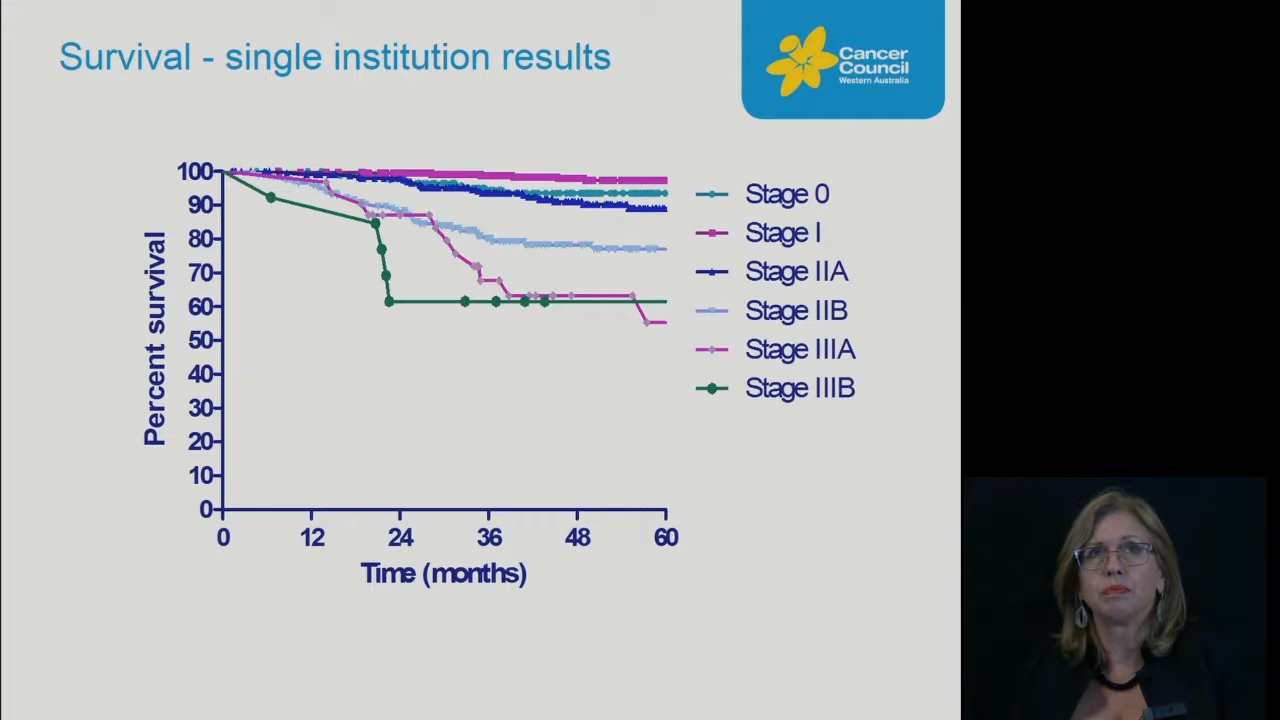 Survival - single institution results
Cancer
Council
Western Australia
Percent survival
100
90
80
70
60
50
40
30
20
10
0
0 12 24 36 48 60
Time (months)
Stage 0
Stage I
Stage IIA
Stage IIB
Stage IIIA
Stage IIIB